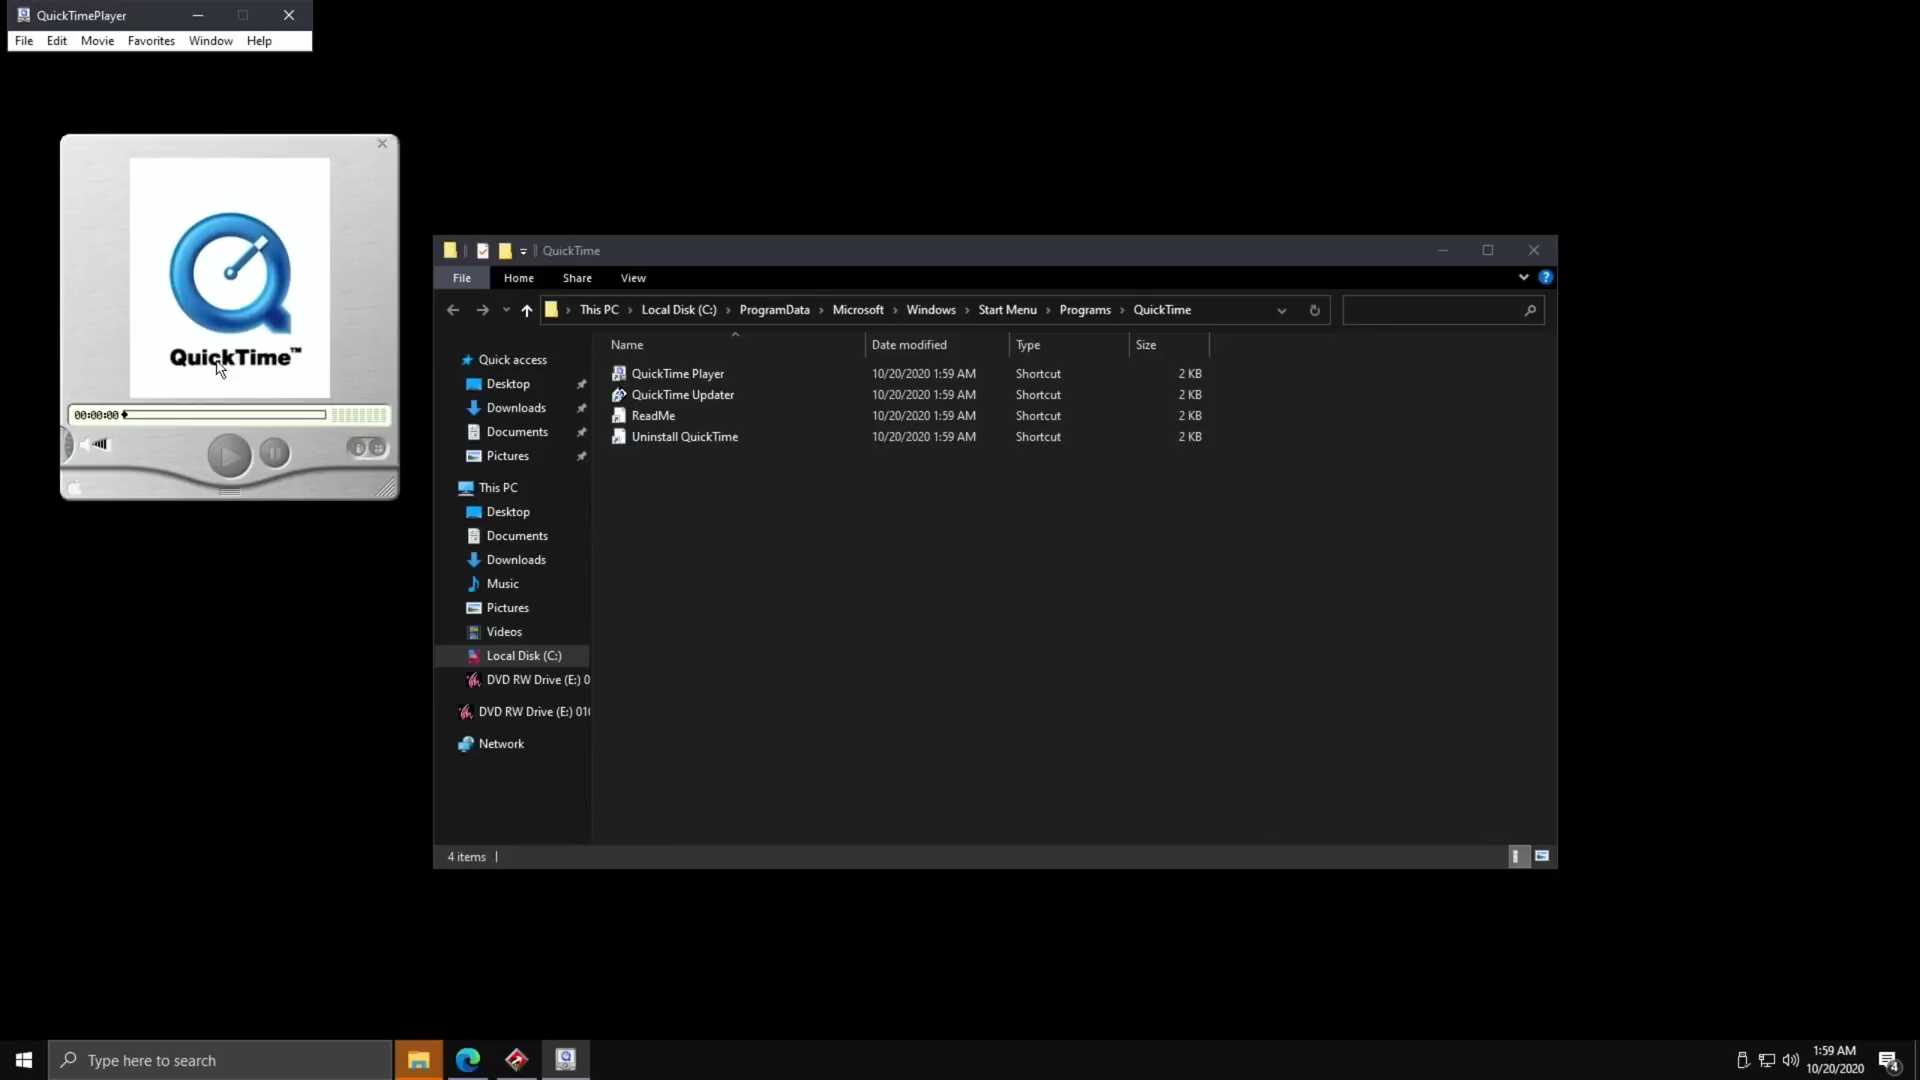 QuickTimePlayer
File Edit Movie Favorites Window Help
QuickTime™
00:00:00
QuickTime
File Home Share View
This PC Local Disk (C:) ProgramData Microsoft Windows Start Menu Programs QuickTime
Name Date modified Type Size
QuickTime Player 10/20/2020 1:59 AM Shortcut 2 KB
QuickTime Updater 10/20/2020 1:59 AM Shortcut 2 KB
ReadMe 10/20/2020 1:59 AM Shortcut 2 KB
Uninstall QuickTime 10/20/2020 1:59 AM Shortcut 2 KB
Quick access
Desktop
Downloads
Documents
Pictures
This PC
Desktop
Documents
Downloads
Music
Pictures
Videos
Local Disk (C:)
DVD RW Drive (E:) 0
DVD RW Drive (E:) 01
Network
4 items
Type here to search
1:59 AM
10/20/2020
4